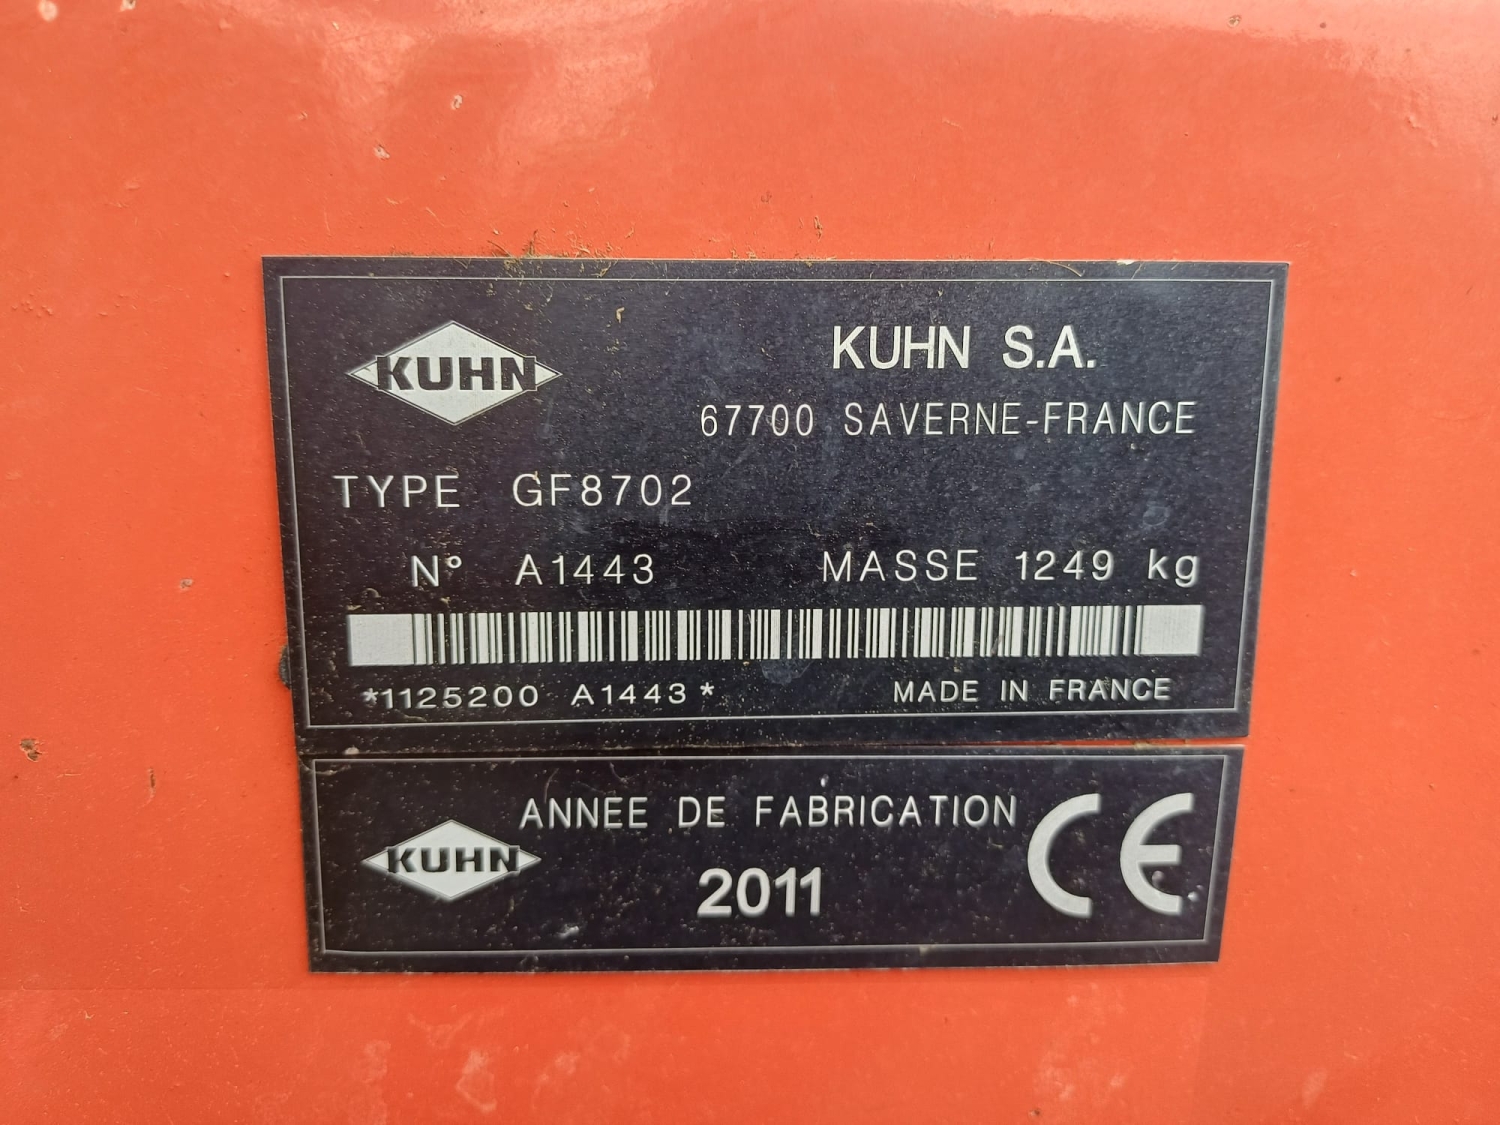 KUHN
KUHN S.A.
67700 SAVERNE-FRANCE
TYPE GF8702
N° A1443 MASSE 1249 kg
*1125200 A1443* MADE IN FRANCE
KUHN
ANNEE DE FABRICATION
2011
CE